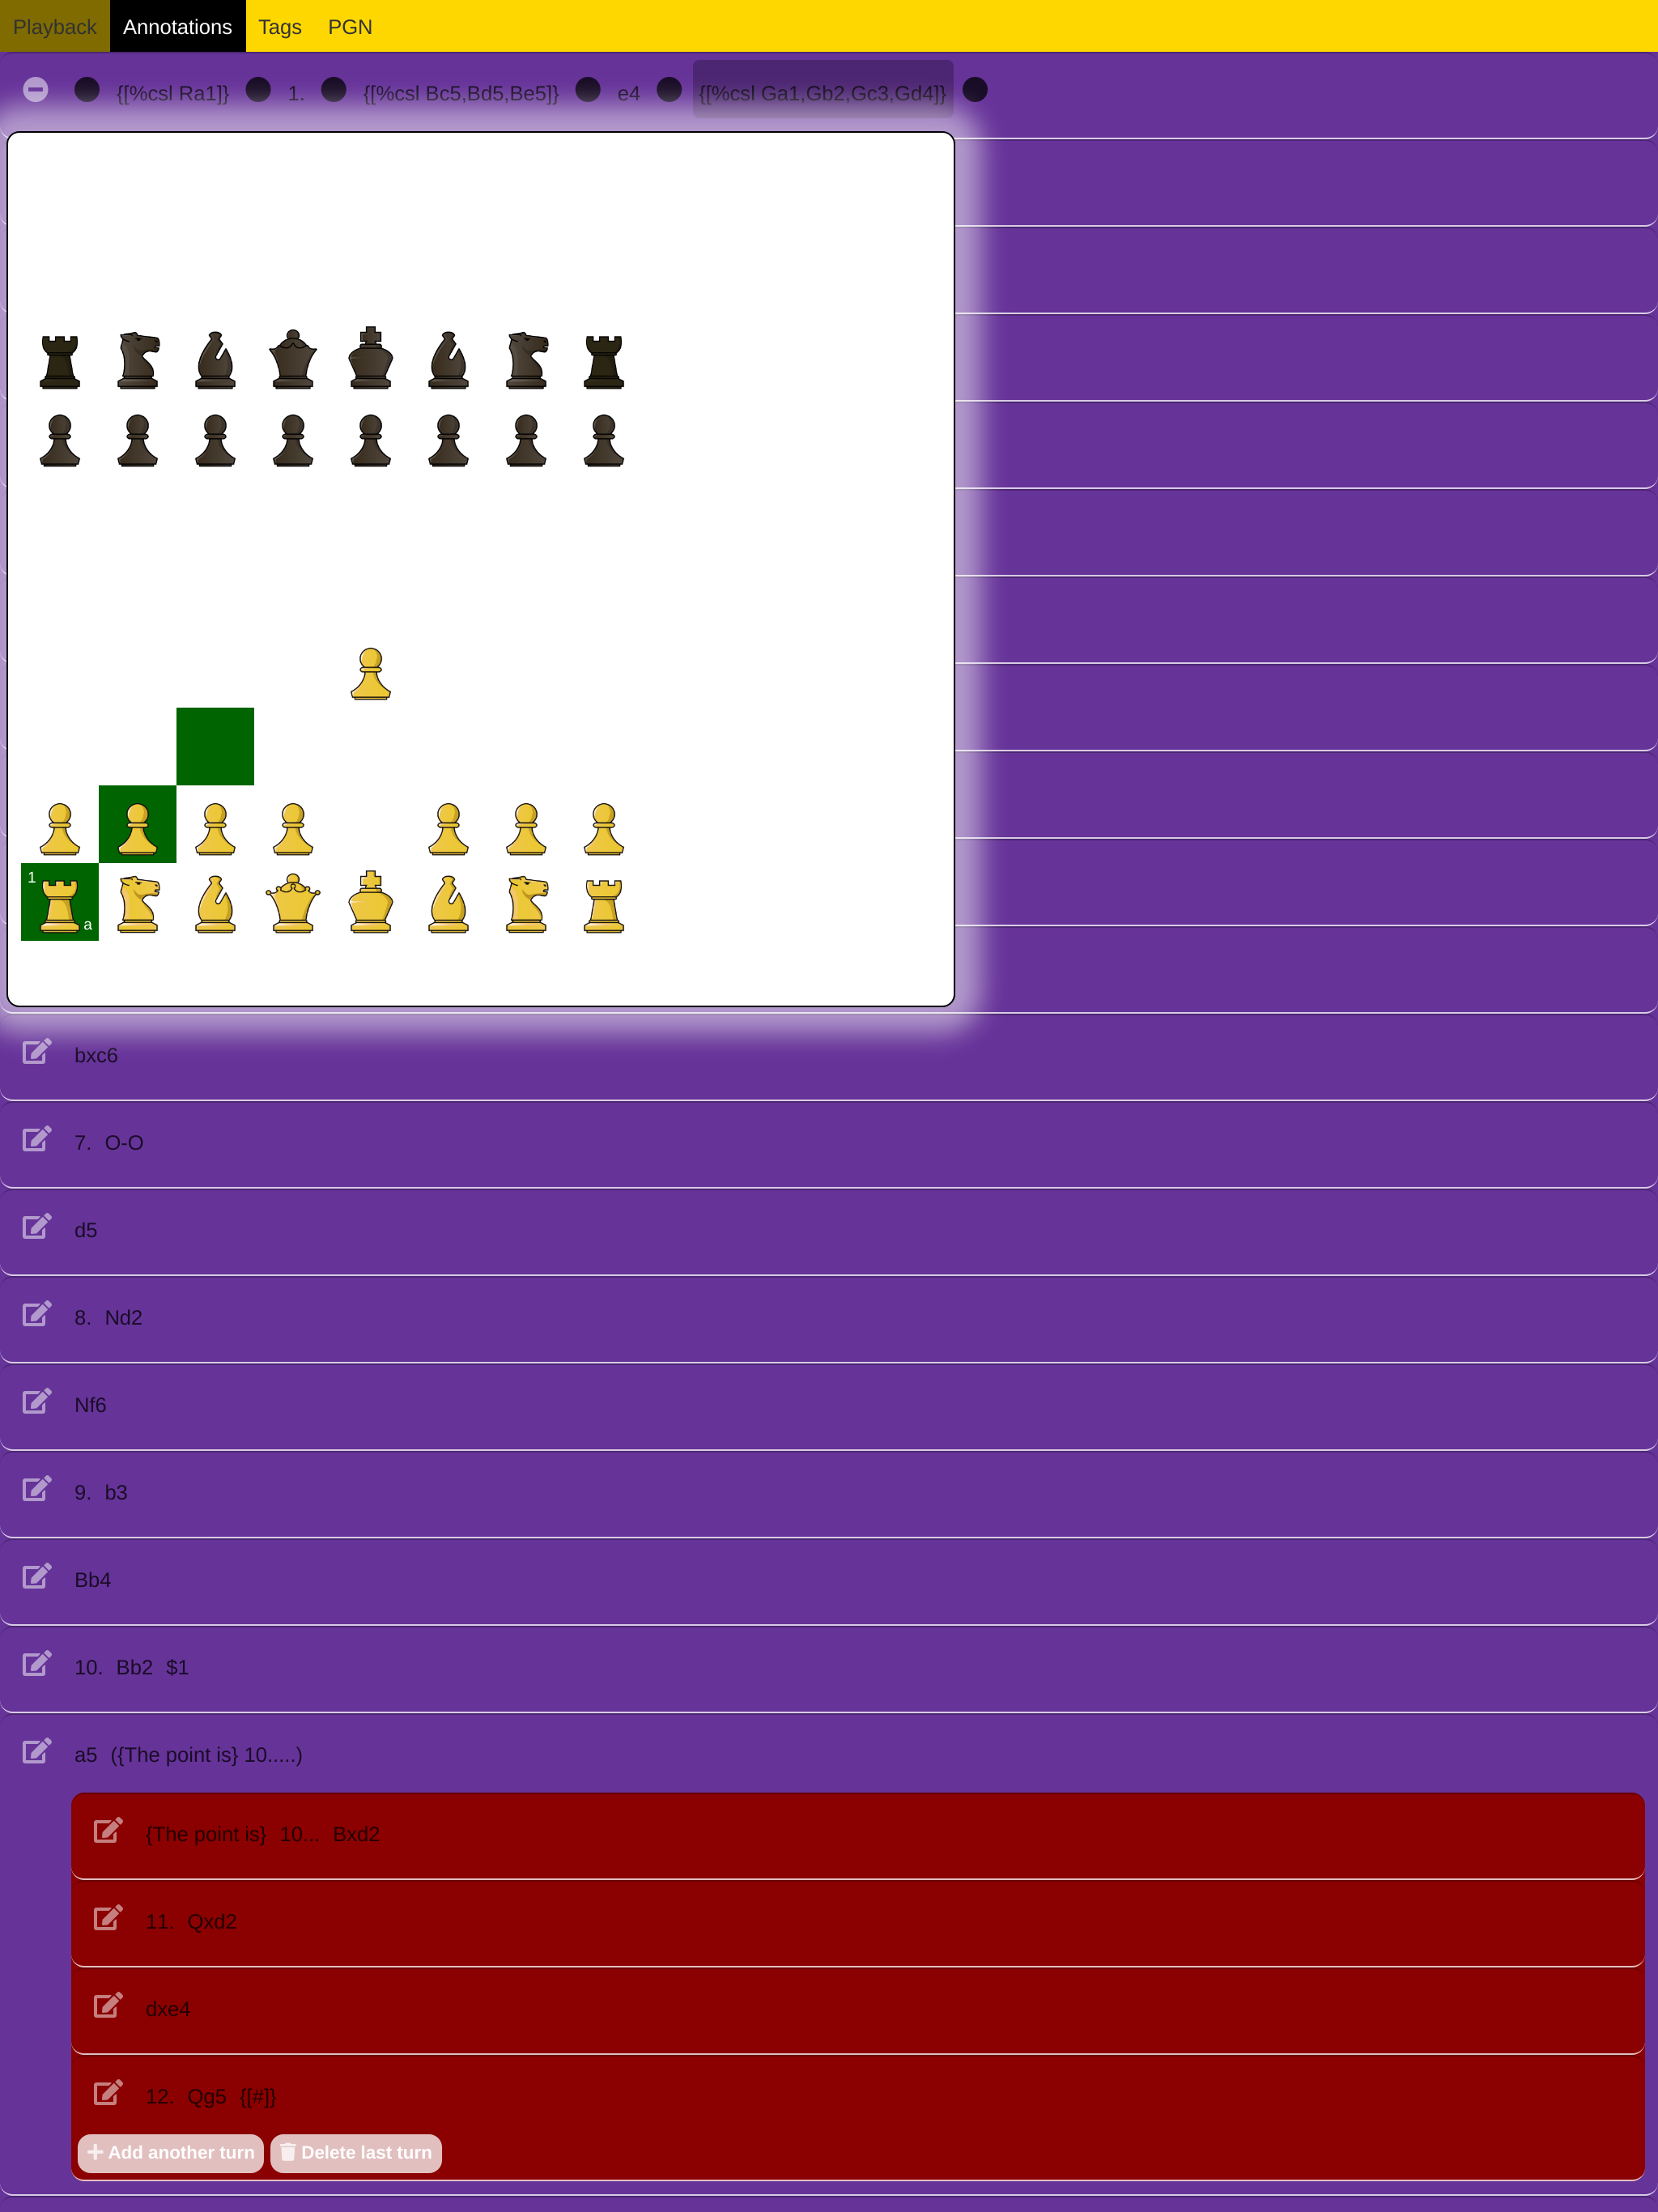 Playback Annotations Tags PGN
{[%csl Ra1]} 1. {[%csl Bc5,Bd5,Be5]} e4 {[%csl Ga1,Gb2,Gc3,Gd4]}
1
a
bxc6
7. O-O
d5
8. Nd2
Nf6
9. b3
Bb4
10. Bb2 $1
a5 ({The point is} 10.....)
{The point is} 10... Bxd2
11. Qxd2
dxe4
12. Qg5 {[#]}
Add another turn Delete last turn